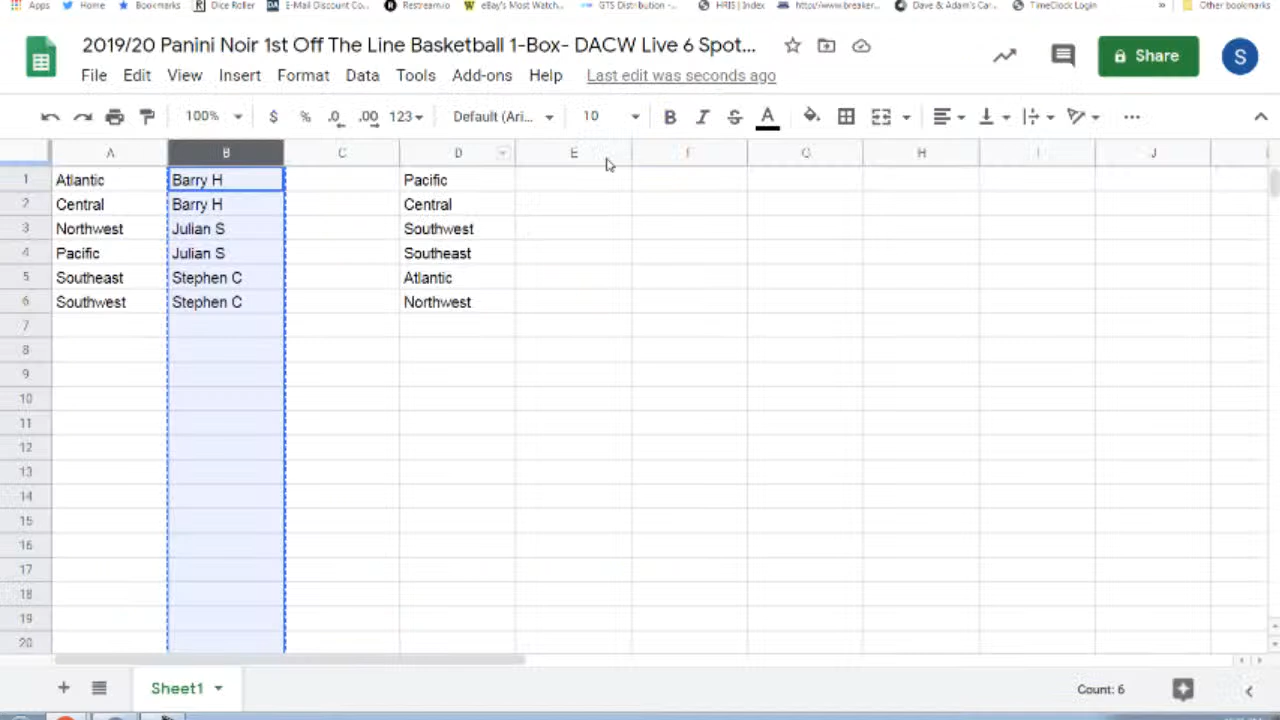 Apps Home Bookmarks Dice Roller E-Mail Discount Co... Restream.io eBay's Most Watch... GTS Distribution -... HRIS | Index http://www.breaker... Dave & Adam's Car... TimeClock Login » Other bookmarks
2019/20 Panini Noir 1st Off The Line Basketball 1-Box- DACW Live 6 Spot...
Share
S
File Edit View Insert Format Data Tools Add-ons Help Last edit was seconds ago
100% $ % .0 .00 123 Default (Ari... 10 B I S A
A B C D E F G H I J
1 Atlantic Barry H Pacific
2 Central Barry H Central
3 Northwest Julian S Southwest
4 Pacific Julian S Southeast
5 Southeast Stephen C Atlantic
6 Southwest Stephen C Northwest
7
8
9
10
11
12
13
14
15
16
17
18
19
20
Sheet1 Count: 6